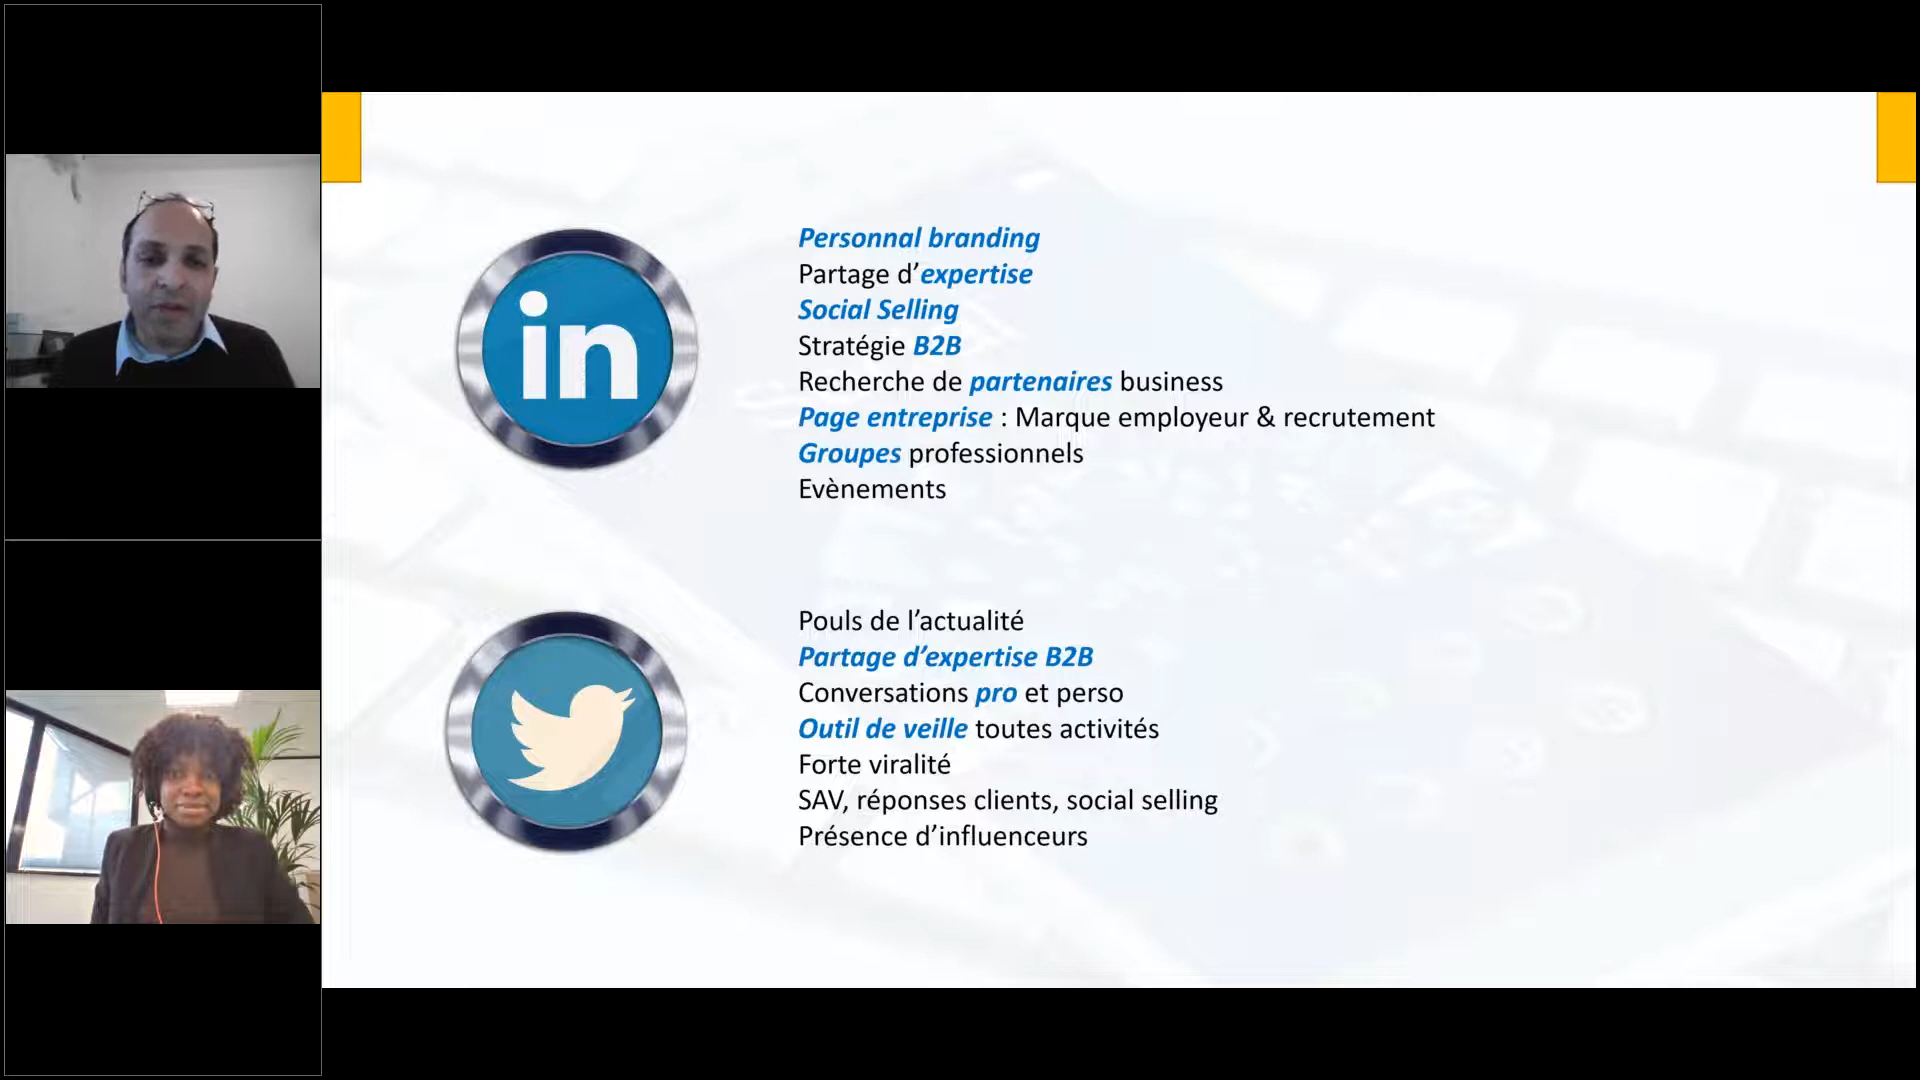 in
Personnal branding
Partage d’expertise
Social Selling
Stratégie B2B
Recherche de partenaires business
Page entreprise : Marque employeur & recrutement
Groupes professionnels
Evènements
Pouls de l’actualité
Partage d’expertise B2B
Conversations pro et perso
Outil de veille toutes activités
Forte viralité
SAV, réponses clients, social selling
Présence d’influenceurs